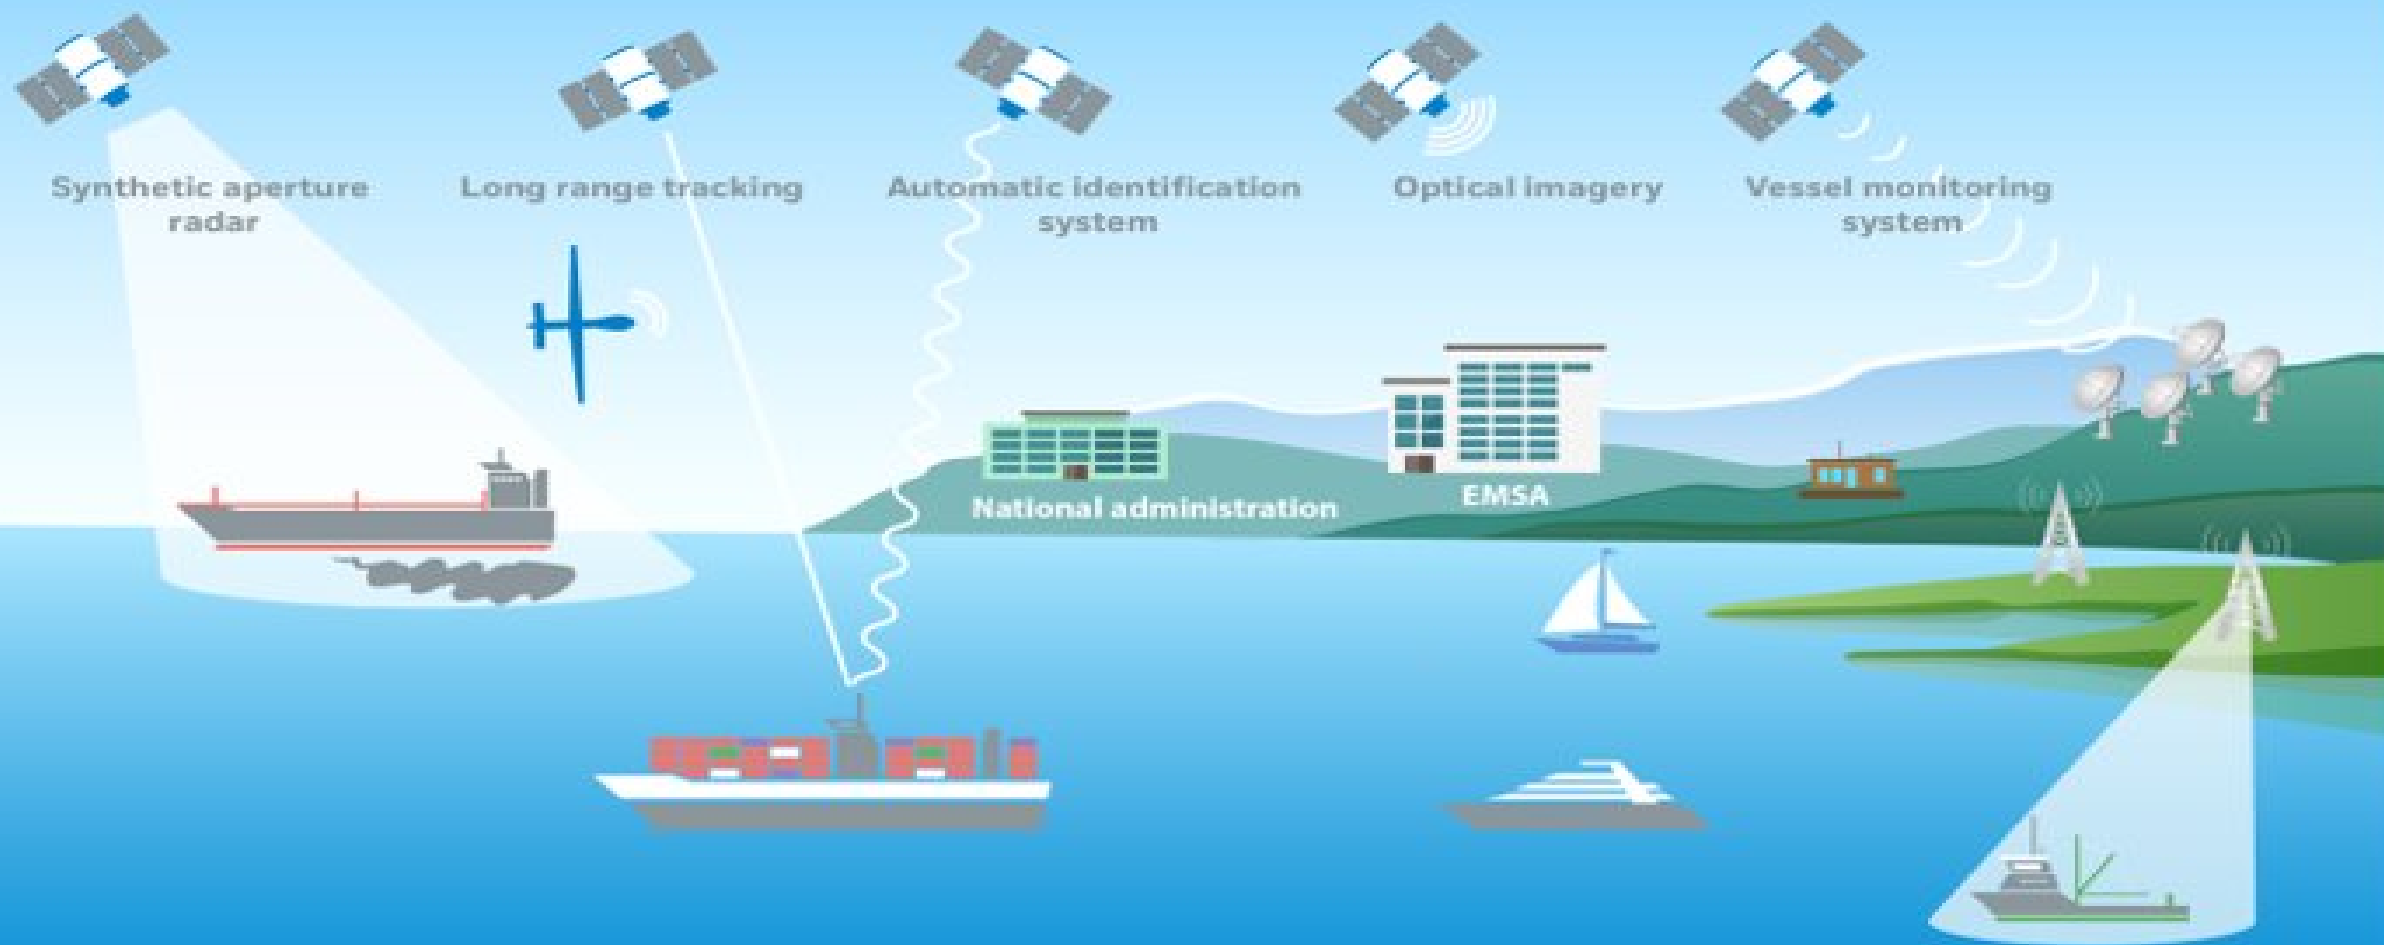 Synthetic aperture
radar
Long range tracking
Automatic identification
system
Optical imagery
Vessel monitoring
system
National administration
EMSA